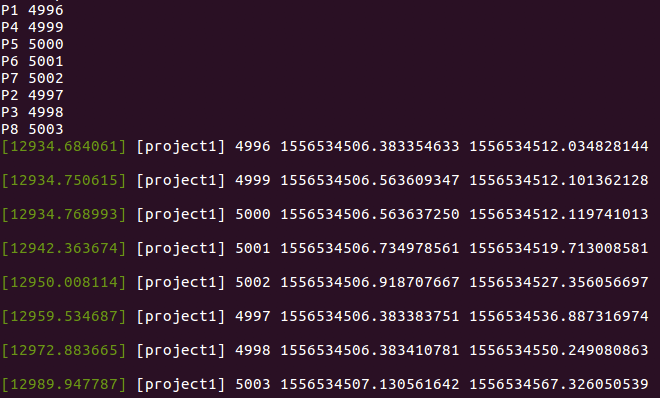 P1 4996
P4 4999
P5 5000
P6 5001
P7 5002
P2 4997
P3 4998
P8 5003
[12934.684061] [project1] 4996 1556534506.383354633 1556534512.034828144
[12934.750615] [project1] 4999 1556534506.563609347 1556534512.101362128
[12934.768993] [project1] 5000 1556534506.563637250 1556534512.119741013
[12942.363674] [project1] 5001 1556534506.734978561 1556534519.713008581
[12950.008114] [project1] 5002 1556534506.918707667 1556534527.356056697
[12959.534687] [project1] 4997 1556534506.383383751 1556534536.887316974
[12972.883665] [project1] 4998 1556534506.383410781 1556534550.249080863
[12989.947787] [project1] 5003 1556534507.130561642 1556534567.326050539